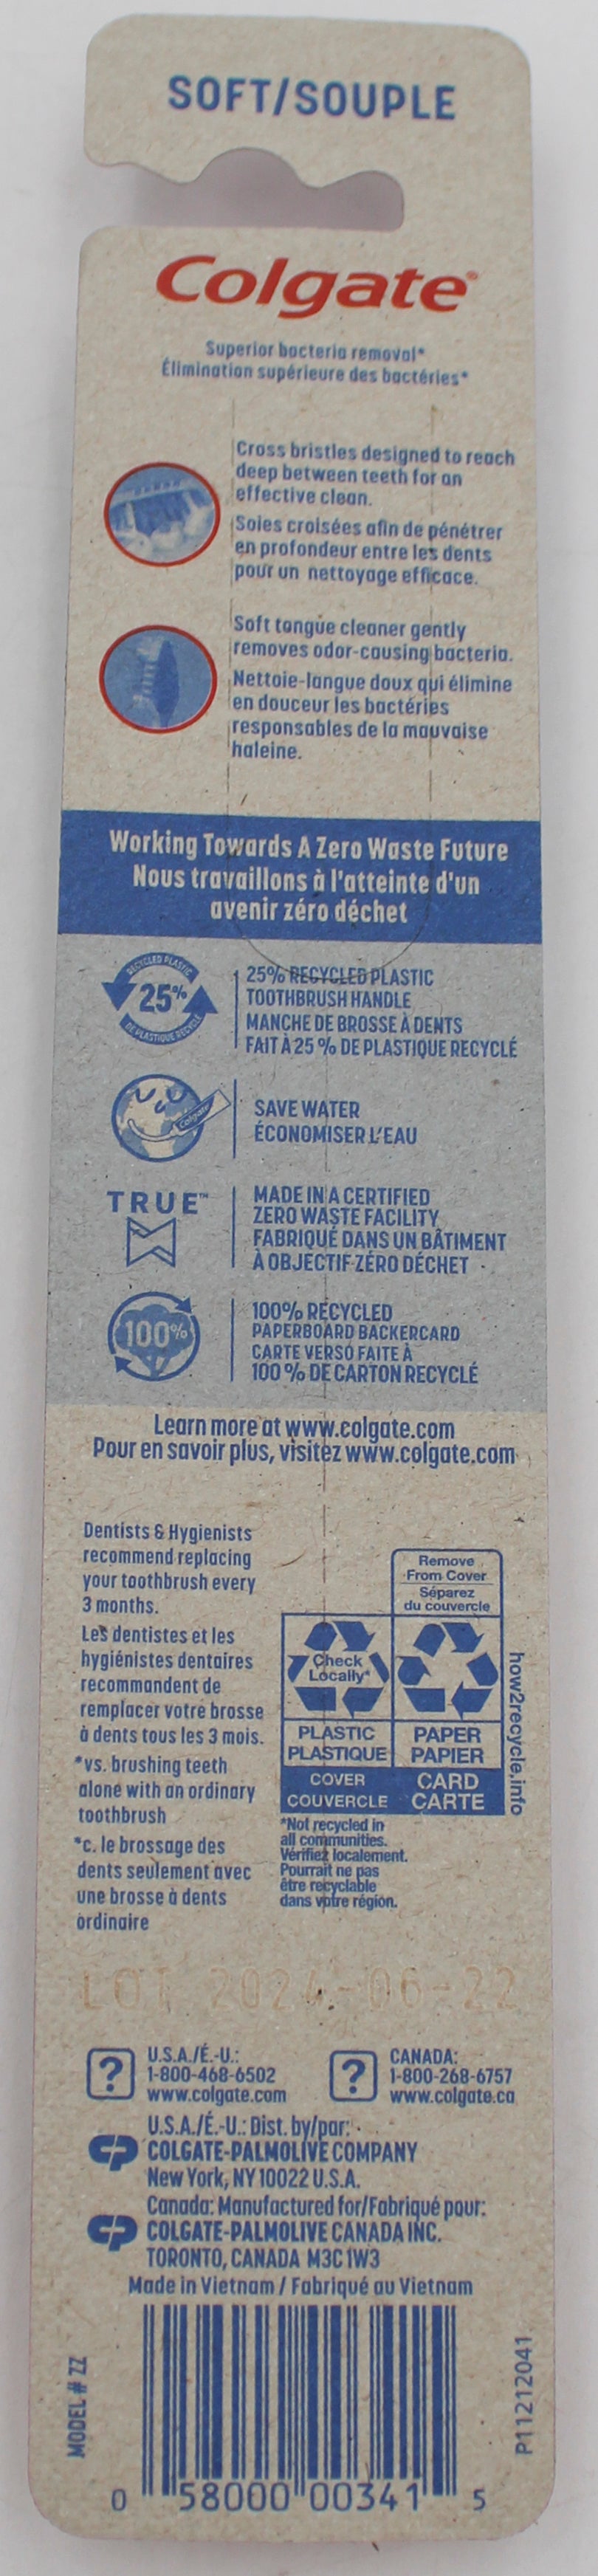 SOFT/SOUPLE
Colgate®
Superior bacteria removal*
Élimination supérieure des bactéries*
Cross bristles designed to reach
deep between teeth for an
effective clean.
Soies croisées afin de pénétrer
en profondeur entre les dents
pour un nettoyage efficace.
Soft tongue cleaner gently
removes odor-causing bacteria.
Nettoie-langue doux qui élimine
en douceur les bactéries
responsables de la mauvaise
haleine.
Working Towards A Zero Waste Future
Nous travaillons à l'atteinte d'un
avenir zéro déchet
RECYCLED PLASTIC
25%
DE PLASTIQUE RECYCLÉ
25% RECYCLED PLASTIC
TOOTHBRUSH HANDLE
MANCHE DE BROSSE À DENTS
FAIT À 25 % DE PLASTIQUE RECYCLÉ
Colgate
SAVE WATER
ÉCONOMISER L'EAU
TRUE™
MADE IN A CERTIFIED
ZERO WASTE FACILITY
FABRIQUÉ DANS UN BÂTIMENT
À OBJECTIF ZÉRO DÉCHET
100%
100% RECYCLED
PAPERBOARD BACKERCARD
CARTE VERSO FAITE À
100 % DE CARTON RECYCLÉ
Learn more at www.colgate.com
Pour en savoir plus, visitez www.colgate.com
Dentists & Hygienists
recommend replacing
your toothbrush every
3 months.
Les dentistes et les
hygiénistes dentaires
recommandent de
remplacer votre brosse
à dents tous les 3 mois.
*vs. brushing teeth
alone with an ordinary
toothbrush
*c. le brossage des
dents seulement avec
une brosse à dents
ordinaire
Remove
From Cover
Séparez
du couvercle
Check
Locally*
PLASTIC
PLASTIQUE
COVER
COUVERCLE
PAPER
PAPIER
CARD
CARTE
how2recycle.info
*Not recycled in
all communities.
Vérifiez localement.
Pourrait ne pas
être recyclable
dans votre région.
LOT 2024-06-22
?
U.S.A./É.-U.:
1-800-468-6502
www.colgate.com
?
CANADA:
1-800-268-6757
www.colgate.ca
U.S.A./É.-U.: Dist. by/par:
CP COLGATE-PALMOLIVE COMPANY
New York, NY 10022 U.S.A.
Canada: Manufactured for/Fabriqué pour:
CP COLGATE-PALMOLIVE CANADA INC.
TORONTO, CANADA M3C 1W3
Made in Vietnam / Fabriqué au Vietnam
MODEL # ZZ
P11212041
0 58000 00341 5